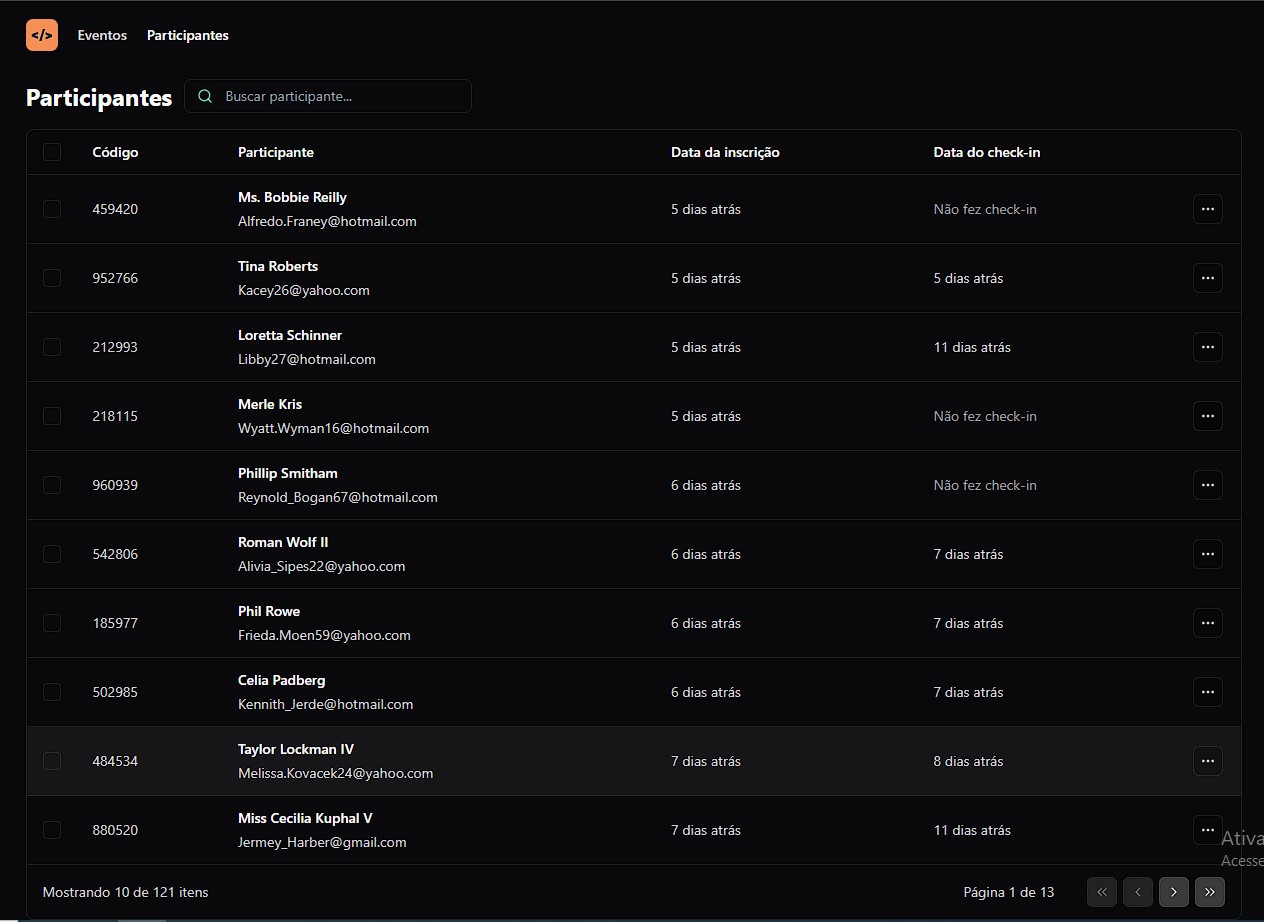 </>
Eventos
Participantes
Participantes
Buscar participante...
Código Participante Data da inscrição Data do check-in
459420 Ms. Bobbie Reilly 5 dias atrás Não fez check-in
Alfredo.Franey@hotmail.com
952766 Tina Roberts 5 dias atrás 5 dias atrás
Kacey26@yahoo.com
212993 Loretta Schinner 5 dias atrás 11 dias atrás
Libby27@hotmail.com
218115 Merle Kris 5 dias atrás Não fez check-in
Wyatt.Wyman16@hotmail.com
960939 Phillip Smitham 6 dias atrás Não fez check-in
Reynold_Bogan67@hotmail.com
542806 Roman Wolf II 6 dias atrás 7 dias atrás
Alivia_Sipes22@yahoo.com
185977 Phil Rowe 6 dias atrás 7 dias atrás
Frieda.Moen59@yahoo.com
502985 Celia Padberg 6 dias atrás 7 dias atrás
Kennith_Jerde@hotmail.com
484534 Taylor Lockman IV 7 dias atrás 8 dias atrás
Melissa.Kovacek24@yahoo.com
880520 Miss Cecilia Kuphal V 7 dias atrás 11 dias atrás
Jermey_Harber@gmail.com
Ativa
Acesse
Mostrando 10 de 121 itens Página 1 de 13